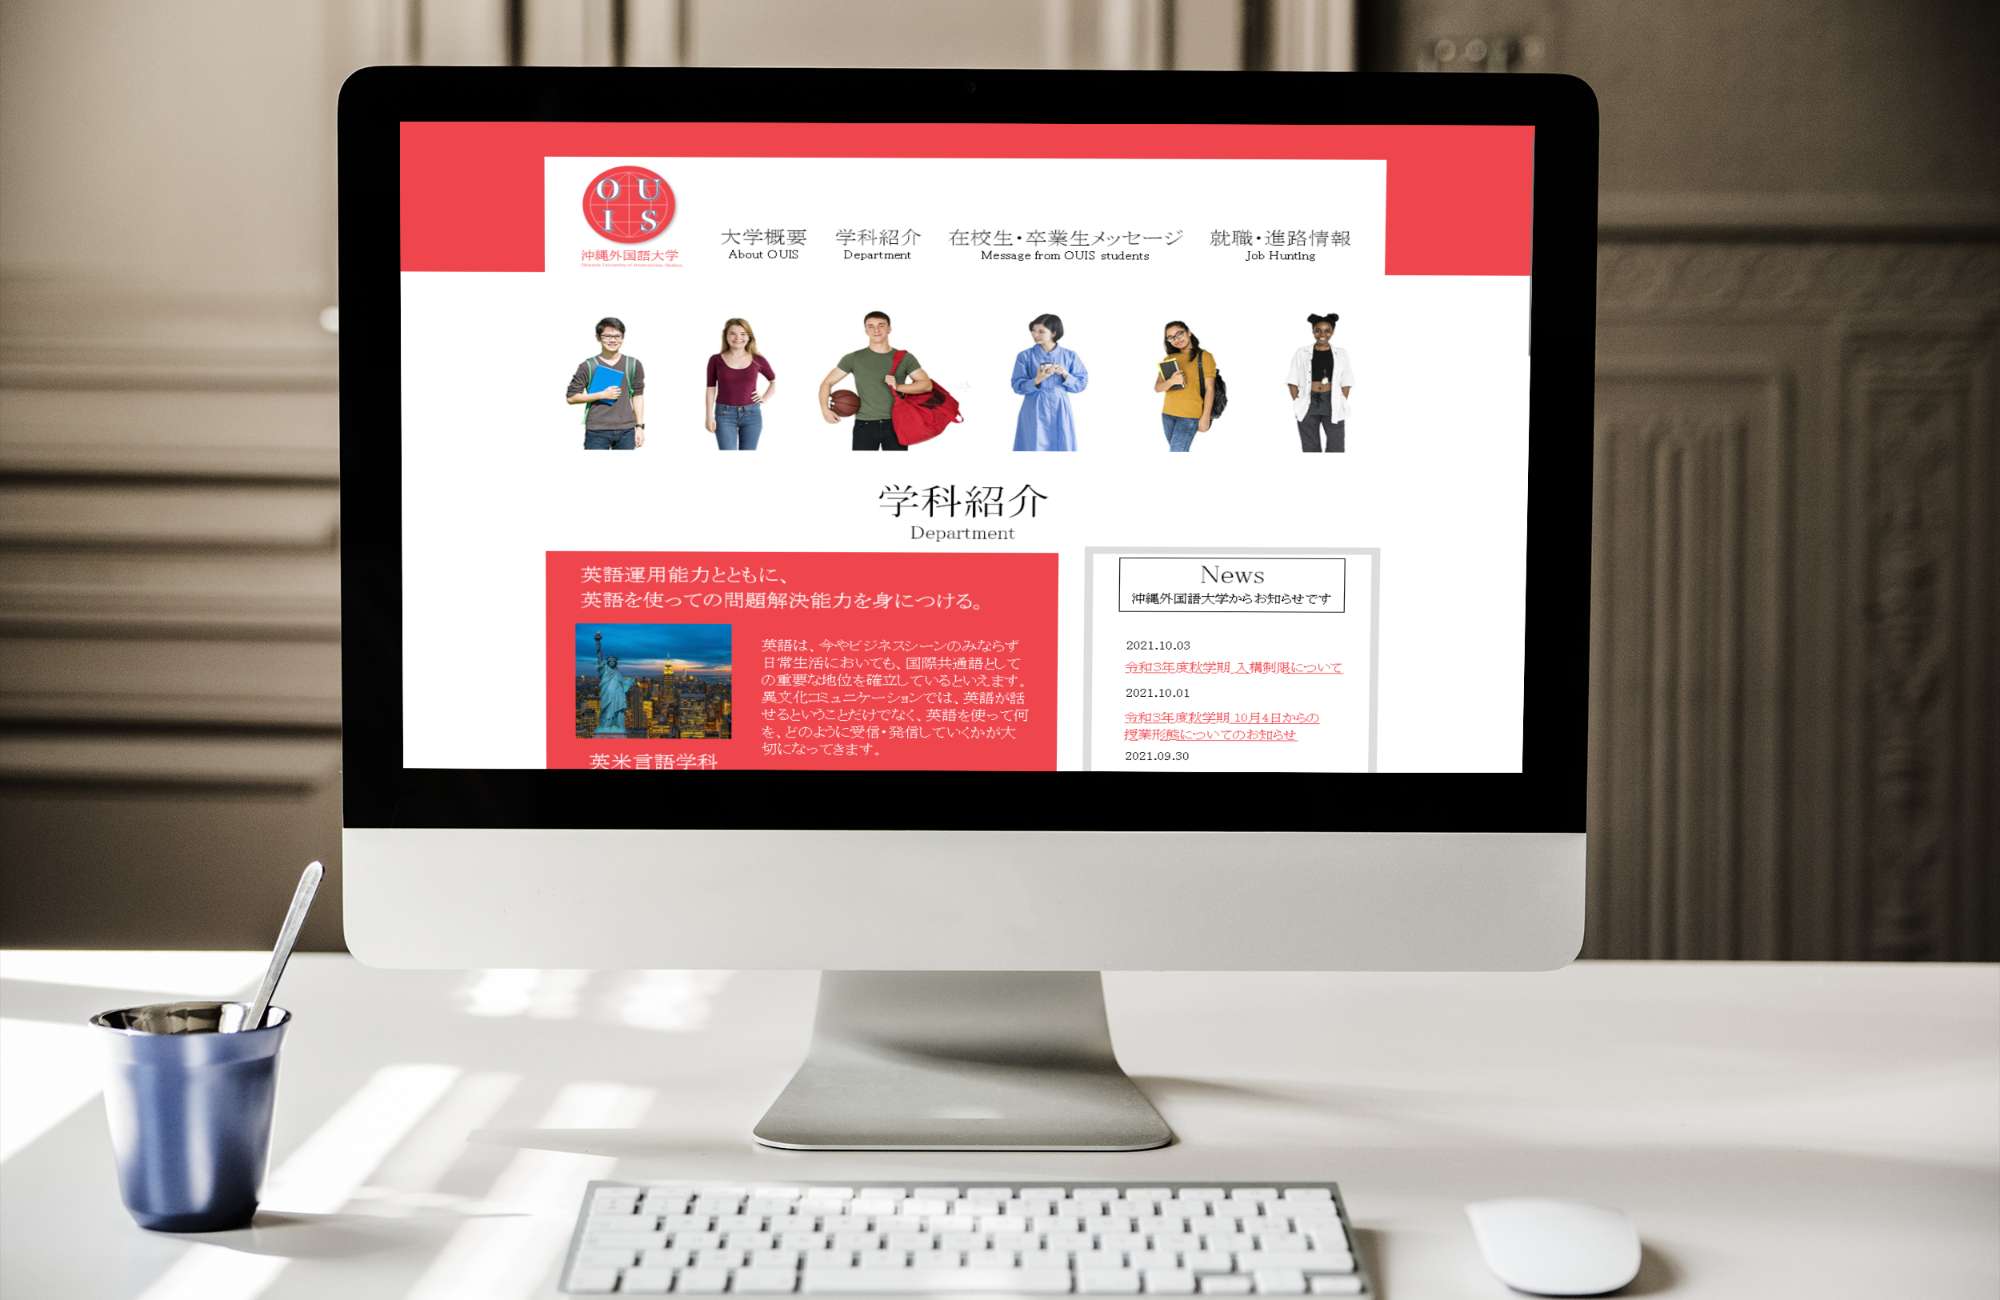 O U
I S
沖縄外国語大学
大学概要
About OUIS
学科紹介
Department
在校生・卒業生メッセージ
Message from OUIS students
就職・進路情報
Job Hunting
学科紹介
Department
英語運用能力とともに、
英語を使っての問題解決能力を身につける。
英語は、今やビジネスシーンのみならず
日常生活においても、国際共通語として
の重要な地位を確立しているといえます。
異文化コミュニケーションでは、英語が話
せるということだけでなく、英語を使って何
を、どのように受信・発信していくかが大
切になってきます。
英米言語学科
News
沖縄外国語大学からお知らせです
2021.10.03
令和3年度秋学期 入構制限について
2021.10.01
令和3年度秋学期 10月4日からの
授業形態についてのお知らせ
2021.09.30